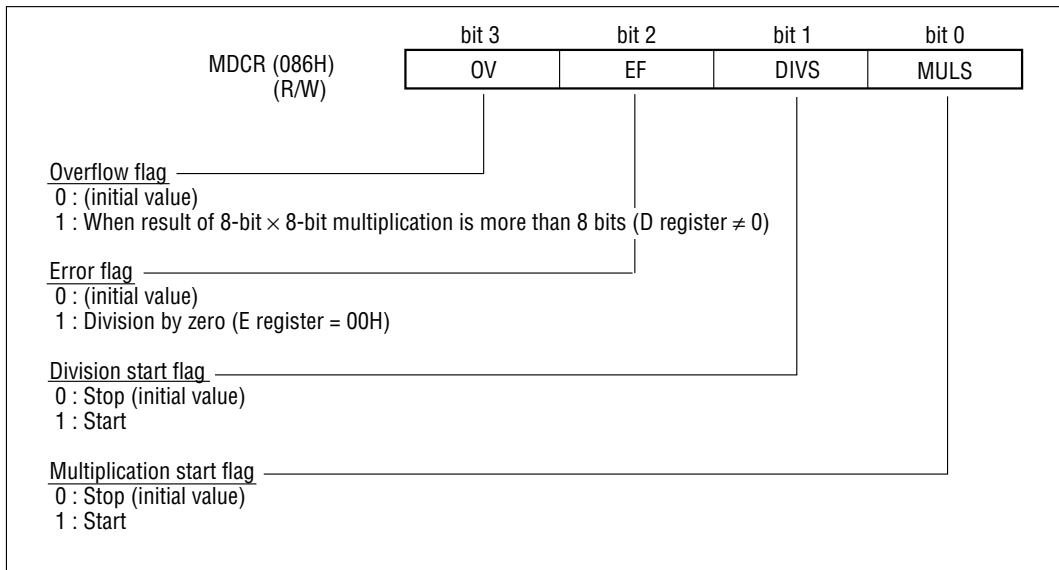 bit 3 bit 2 bit 1 bit 0
MDCR (086H) OV EF DIVS MULS
(R/W)
Overflow flag
0 : (initial value)
1 : When result of 8-bit × 8-bit multiplication is more than 8 bits (D register ≠ 0)
Error flag
0 : (initial value)
1 : Division by zero (E register = 00H)
Division start flag
0 : Stop (initial value)
1 : Start
Multiplication start flag
0 : Stop (initial value)
1 : Start